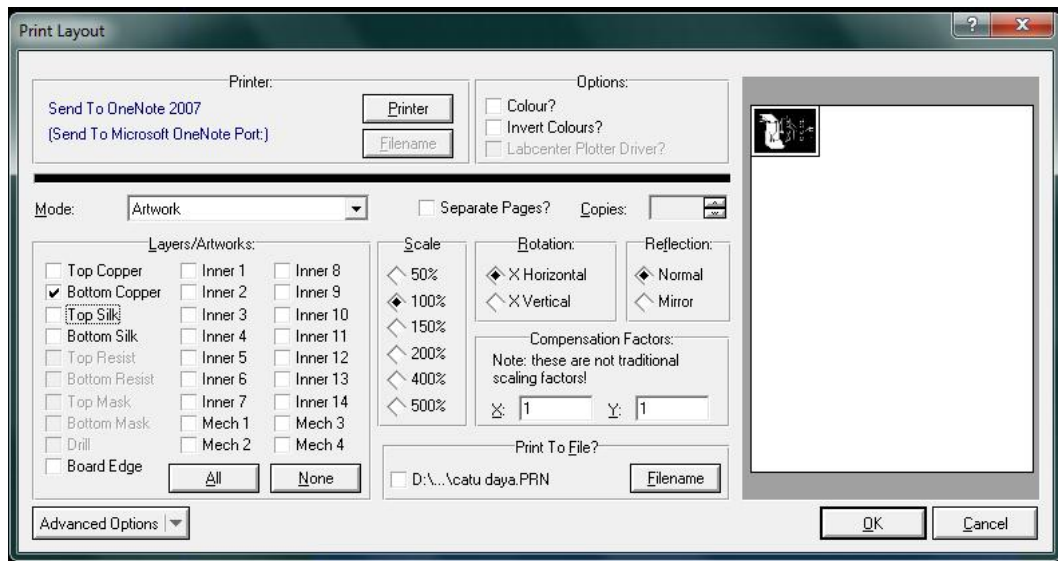 Print Layout
?
X
Printer:
Send To OneNote 2007
(Send To Microsoft OneNote Port:)
Printer
Filename
Options:
Colour?
Invert Colours?
Labcenter Plotter Driver?
Mode:
Artwork
Separate Pages?
Copies:
Layers/Artworks:
Top Copper
Bottom Copper
Top Silk
Bottom Silk
Top Resist
Bottom Resist
Top Mask
Bottom Mask
Drill
Board Edge
Inner 1
Inner 2
Inner 3
Inner 4
Inner 5
Inner 6
Inner 7
Mech 1
Mech 2
Inner 8
Inner 9
Inner 10
Inner 11
Inner 12
Inner 13
Inner 14
Mech 3
Mech 4
All
None
Scale
50%
100%
150%
200%
400%
500%
Rotation:
X Horizontal
X Vertical
Reflection:
Normal
Mirror
Compensation Factors:
Note: these are not traditional
scaling factors!
X: 1
Y: 1
Print To File?
D:\...\catu daya.PRN
Filename
Advanced Options
OK
Cancel